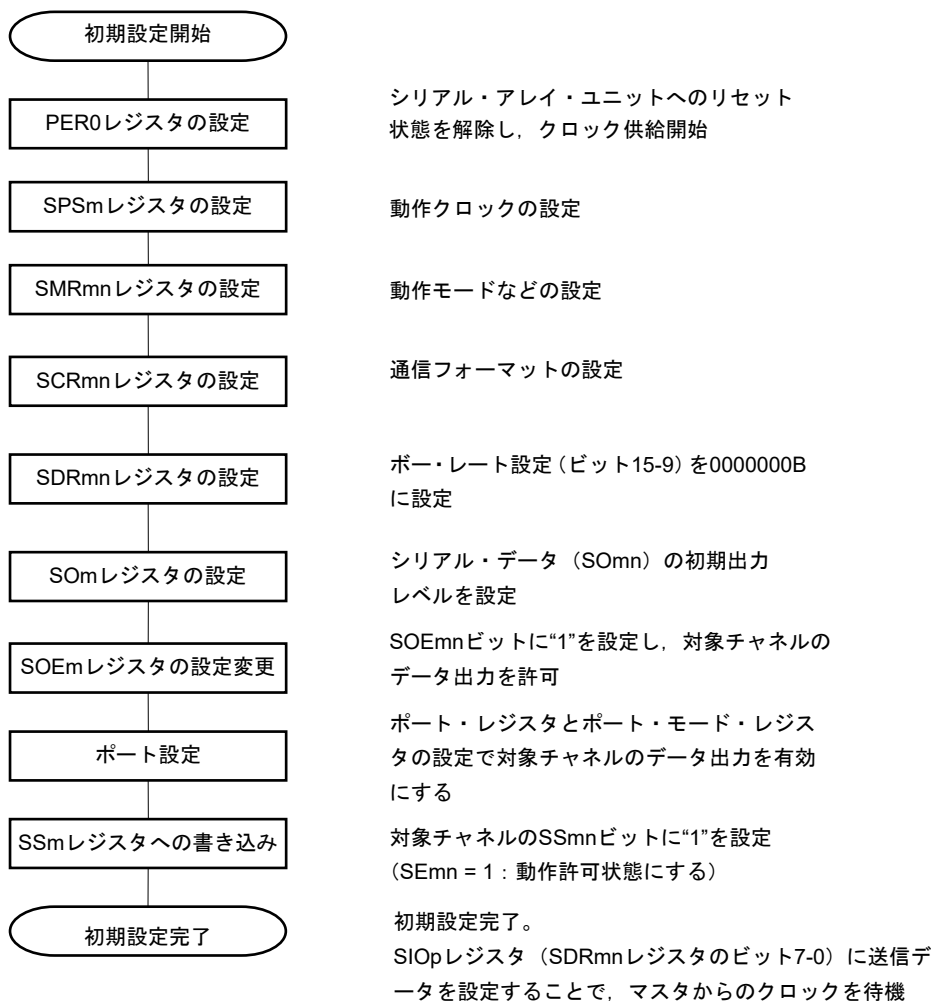 初期設定開始
PER0レジスタの設定
シリアル・アレイ・ユニットへのリセット
状態を解除し，クロック供給開始
SPSmレジスタの設定
動作クロックの設定
SMRmnレジスタの設定
動作モードなどの設定
SCRmnレジスタの設定
通信フォーマットの設定
SDRmnレジスタの設定
ボー・レート設定（ビット15-9）を0000000B
に設定
SOmレジスタの設定
シリアル・データ（SOmn）の初期出力
レベルを設定
SOEmレジスタの設定変更
SOEmnビットに“1”を設定し，対象チャネルの
データ出力を許可
ポート設定
ポート・レジスタとポート・モード・レジス
タの設定で対象チャネルのデータ出力を有効
にする
SSmレジスタへの書き込み
対象チャネルのSSmnビットに“1”を設定
（SEmn = 1：動作許可状態にする）
初期設定完了
初期設定完了。
SIOpレジスタ（SDRmnレジスタのビット7-0）に送信デ
ータを設定することで，マスタからのクロックを待機